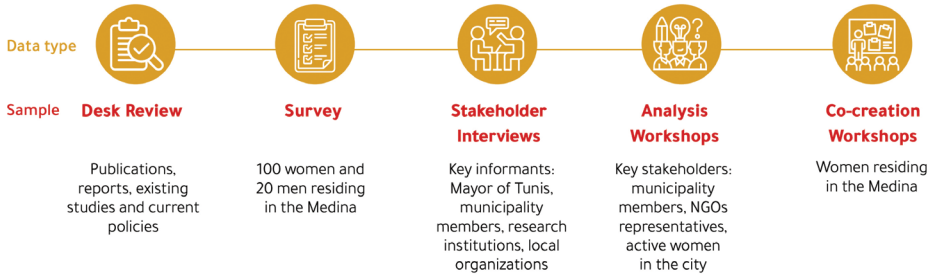 Data type
Sample
Desk Review
Publications,
reports, existing
studies and current
policies
Survey
100 women and
20 men residing
in the Medina
Stakeholder
Interviews
Key informants:
Mayor of Tunis,
municipality
members, research
institutions, local
organizations
Analysis
Workshops
Key stakeholders:
municipality
members, NGOs
representatives,
active women
in the city
Co-creation
Workshops
Women residing
in the Medina